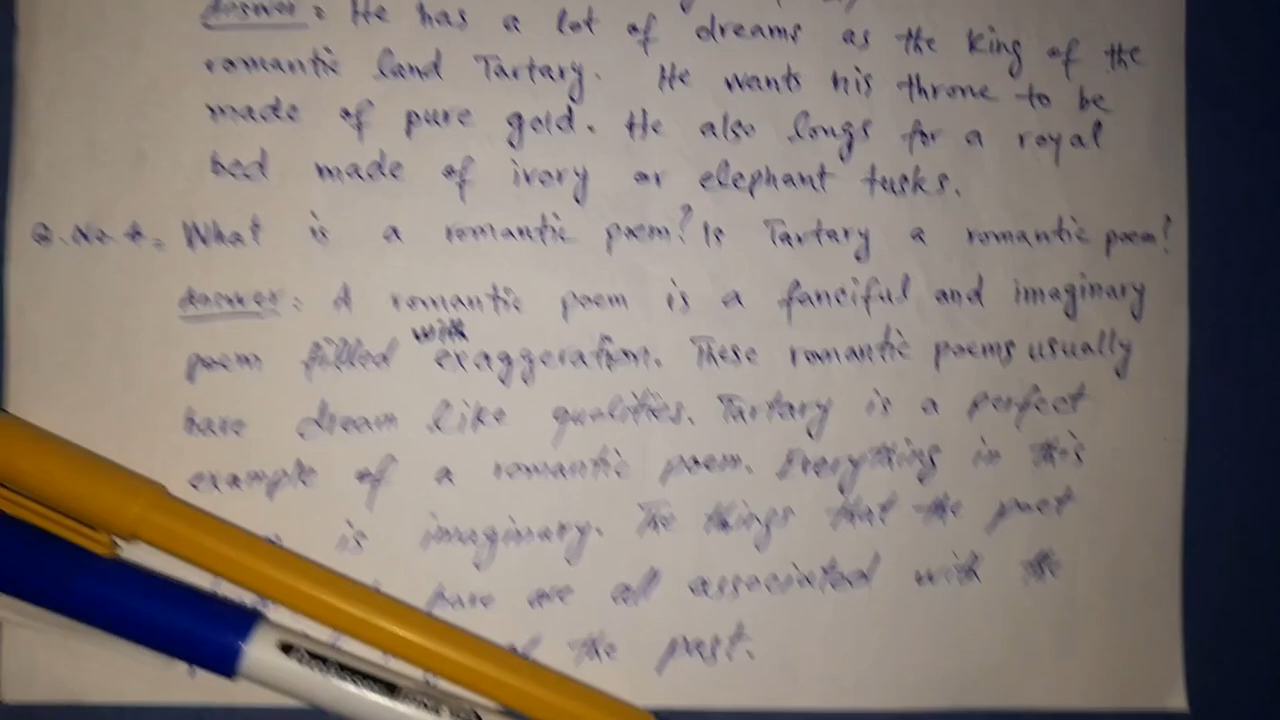 Answer: He has a lot of dreams as the king of the
romantic land Tartary. He wants his throne to be
made of pure gold. He also longs for a royal
bed made of ivory or elephant tusks.
Q. No. 4. What is a romantic poem? Is Tartary a romantic poem?
Answer: A romantic poem is a fanciful and imaginary
poem filled with exaggeration. These romantic poems usually
have dream like qualities. Tartary is a perfect
example of a romantic poem. Everything in this
is imaginary. The things that the poet
are all associated with the
of the past.